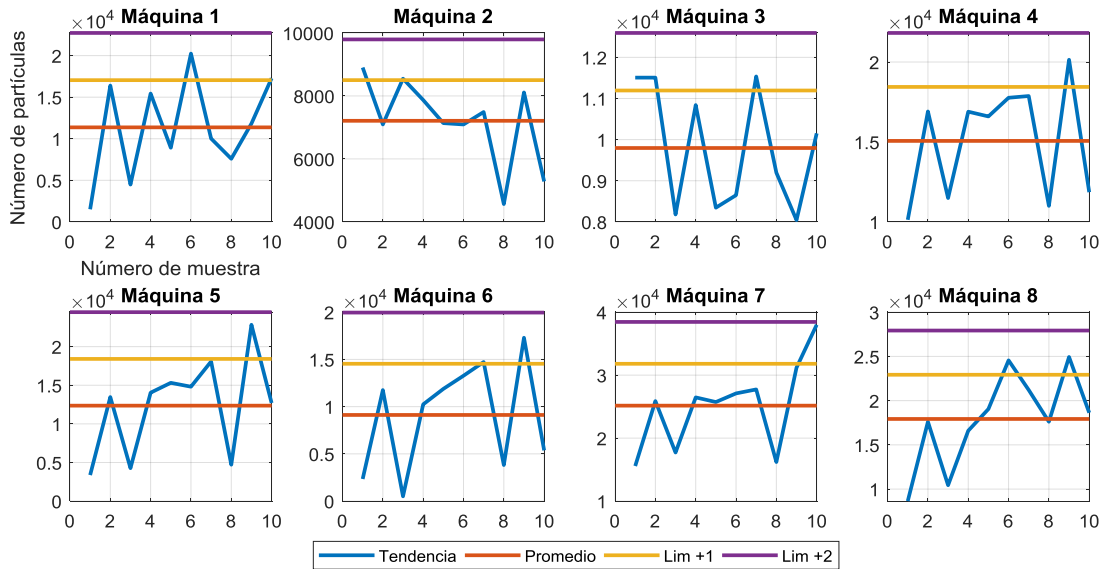 ×10⁴ Máquina 1
Máquina 2
×10⁴ Máquina 3
×10⁴ Máquina 4
Número de partículas
2
1.5
1
0.5
0
10000
8000
6000
4000
1.2
1.1
1
0.9
0.8
2
1.5
1
0 2 4 6 8 10
0 2 4 6 8 10
0 2 4 6 8 10
0 2 4 6 8 10
Número de muestra
×10⁴ Máquina 5
×10⁴ Máquina 6
×10⁴ Máquina 7
×10⁴ Máquina 8
2
1.5
1
0.5
0
2
1.5
1
0.5
0
4
3
2
1
3
2.5
2
1.5
1
0 2 4 6 8 10
0 2 4 6 8 10
0 2 4 6 8 10
0 2 4 6 8 10
Tendencia Promedio Lim +1 Lim +2